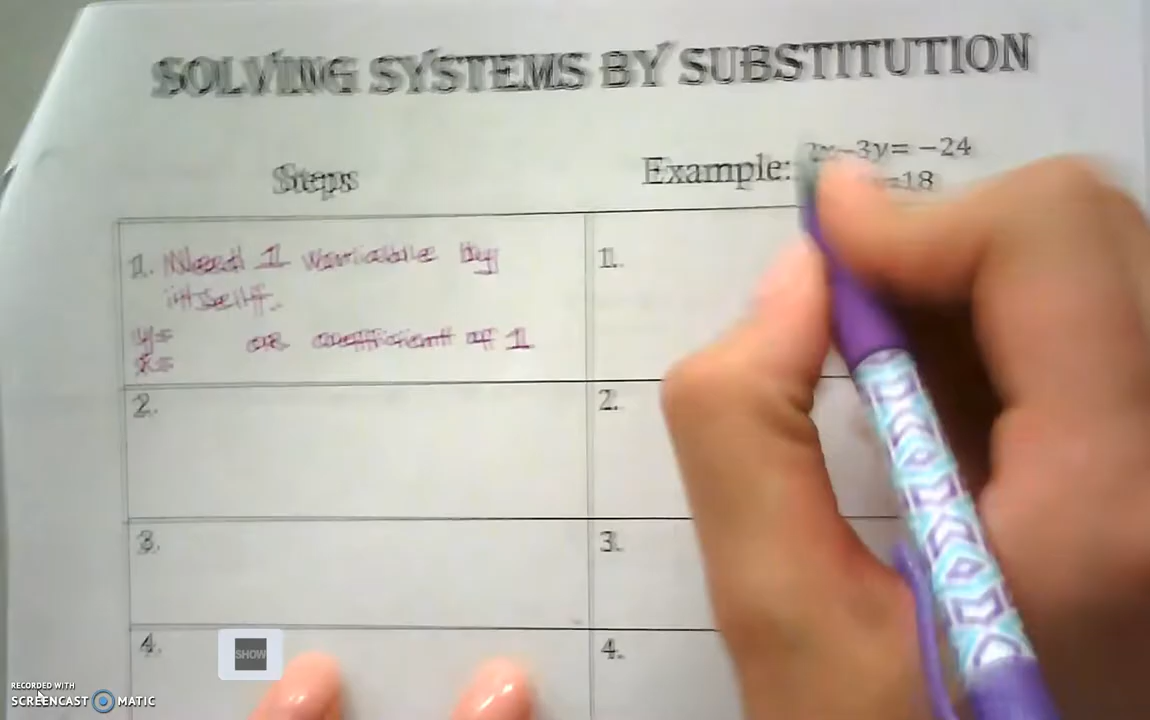 SOLVING SYSTEMS BY SUBSTITUTION
Steps
Example:
-3y= -24
=18
1. Need 1 variable by
itself.
y=
x=
or coefficient of 1
1.
2.
2.
3.
3.
4.
4.
SHOW
RECORDED WITH
SCREENCAST MATIC